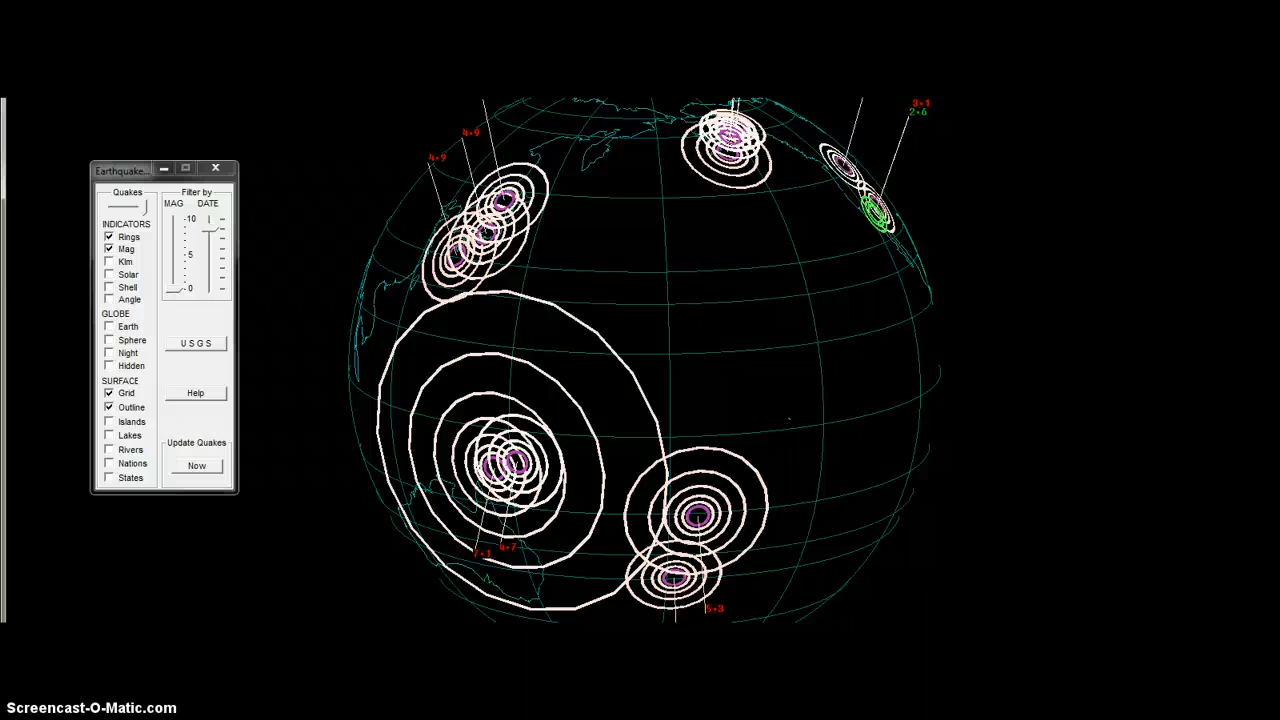 3•1
2•6
4•9
4•9
Earthquake...
Quakes
Filter by
MAG
DATE
10
5
0
INDICATORS
Rings
Mag
Klm
Solar
Shell
Angle
GLOBE
Earth
Sphere
Night
Hidden
SURFACE
Grid
Outline
Islands
Lakes
Rivers
Nations
States
U S G S
Help
Update Quakes
Now
7•1
4•7
5•3
Screencast-O-Matic.com